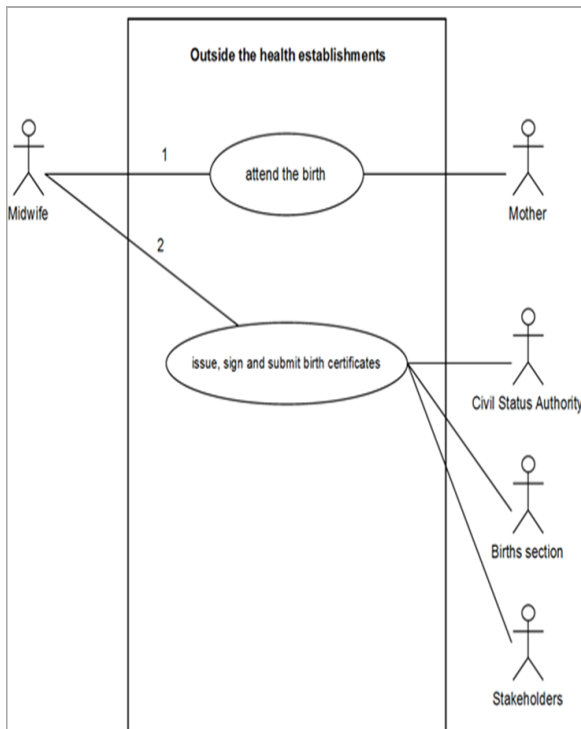 Outside the health establishments
1
attend the birth
Midwife
Mother
2
issue, sign and submit birth certificates
Civil Status Authority
Births section
Stakeholders